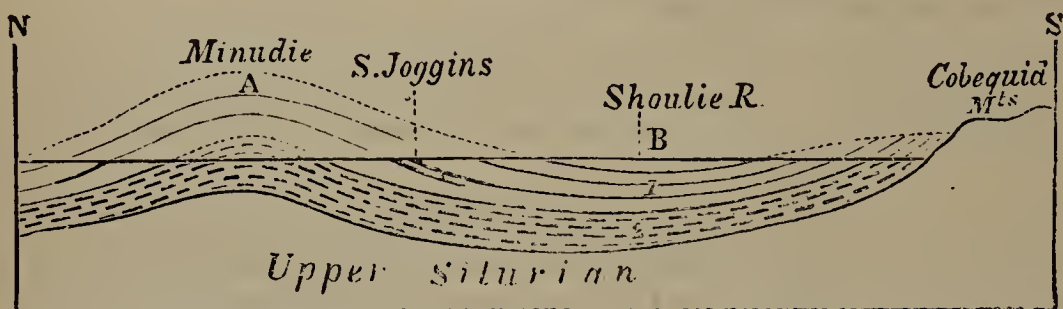 N
S
Minudie
A
S. Joggins
Shoulie R.
B
Cobequid
Mts
Upper Silurian